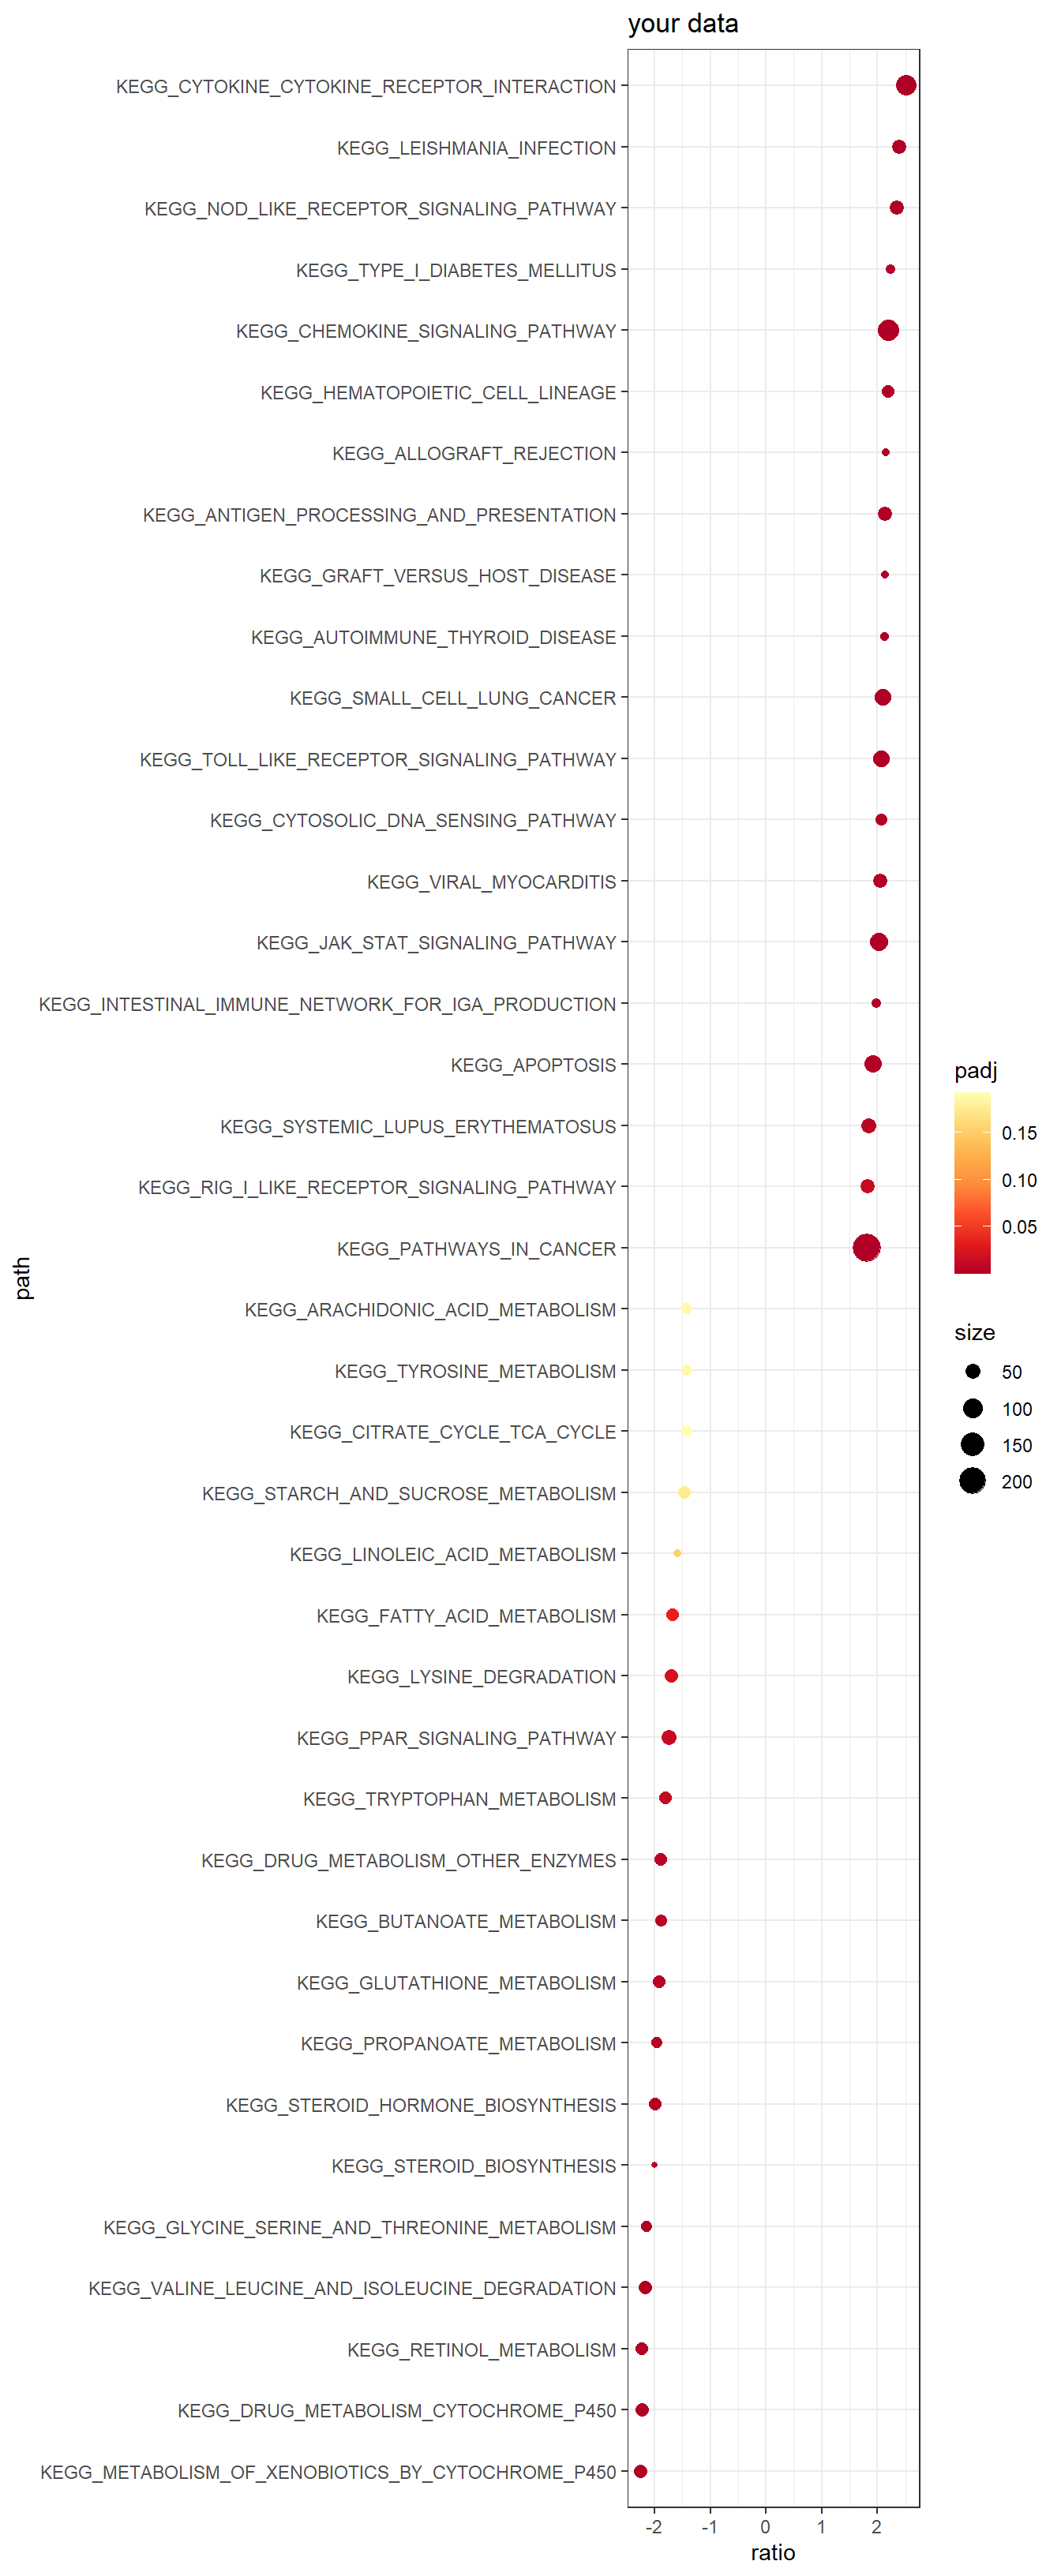 your data
KEGG_CYTOKINE_CYTOKINE_RECEPTOR_INTERACTION
KEGG_LEISHMANIA_INFECTION
KEGG_NOD_LIKE_RECEPTOR_SIGNALING_PATHWAY
KEGG_TYPE_I_DIABETES_MELLITUS
KEGG_CHEMOKINE_SIGNALING_PATHWAY
KEGG_HEMATOPOIETIC_CELL_LINEAGE
KEGG_ALLOGRAFT_REJECTION
KEGG_ANTIGEN_PROCESSING_AND_PRESENTATION
KEGG_GRAFT_VERSUS_HOST_DISEASE
KEGG_AUTOIMMUNE_THYROID_DISEASE
KEGG_SMALL_CELL_LUNG_CANCER
KEGG_TOLL_LIKE_RECEPTOR_SIGNALING_PATHWAY
KEGG_CYTOSOLIC_DNA_SENSING_PATHWAY
KEGG_VIRAL_MYOCARDITIS
KEGG_JAK_STAT_SIGNALING_PATHWAY
KEGG_INTESTINAL_IMMUNE_NETWORK_FOR_IGA_PRODUCTION
KEGG_APOPTOSIS
KEGG_SYSTEMIC_LUPUS_ERYTHEMATOSUS
KEGG_RIG_I_LIKE_RECEPTOR_SIGNALING_PATHWAY
KEGG_PATHWAYS_IN_CANCER
KEGG_ARACHIDONIC_ACID_METABOLISM
KEGG_TYROSINE_METABOLISM
KEGG_CITRATE_CYCLE_TCA_CYCLE
KEGG_STARCH_AND_SUCROSE_METABOLISM
KEGG_LINOLEIC_ACID_METABOLISM
KEGG_FATTY_ACID_METABOLISM
KEGG_LYSINE_DEGRADATION
KEGG_PPAR_SIGNALING_PATHWAY
KEGG_TRYPTOPHAN_METABOLISM
KEGG_DRUG_METABOLISM_OTHER_ENZYMES
KEGG_BUTANOATE_METABOLISM
KEGG_GLUTATHIONE_METABOLISM
KEGG_PROPANOATE_METABOLISM
KEGG_STEROID_HORMONE_BIOSYNTHESIS
KEGG_STEROID_BIOSYNTHESIS
KEGG_GLYCINE_SERINE_AND_THREONINE_METABOLISM
KEGG_VALINE_LEUCINE_AND_ISOLEUCINE_DEGRADATION
KEGG_RETINOL_METABOLISM
KEGG_DRUG_METABOLISM_CYTOCHROME_P450
KEGG_METABOLISM_OF_XENOBIOTICS_BY_CYTOCHROME_P450
path
-2 -1 0 1 2
ratio
padj
0.15
0.10
0.05
size
50
100
150
200